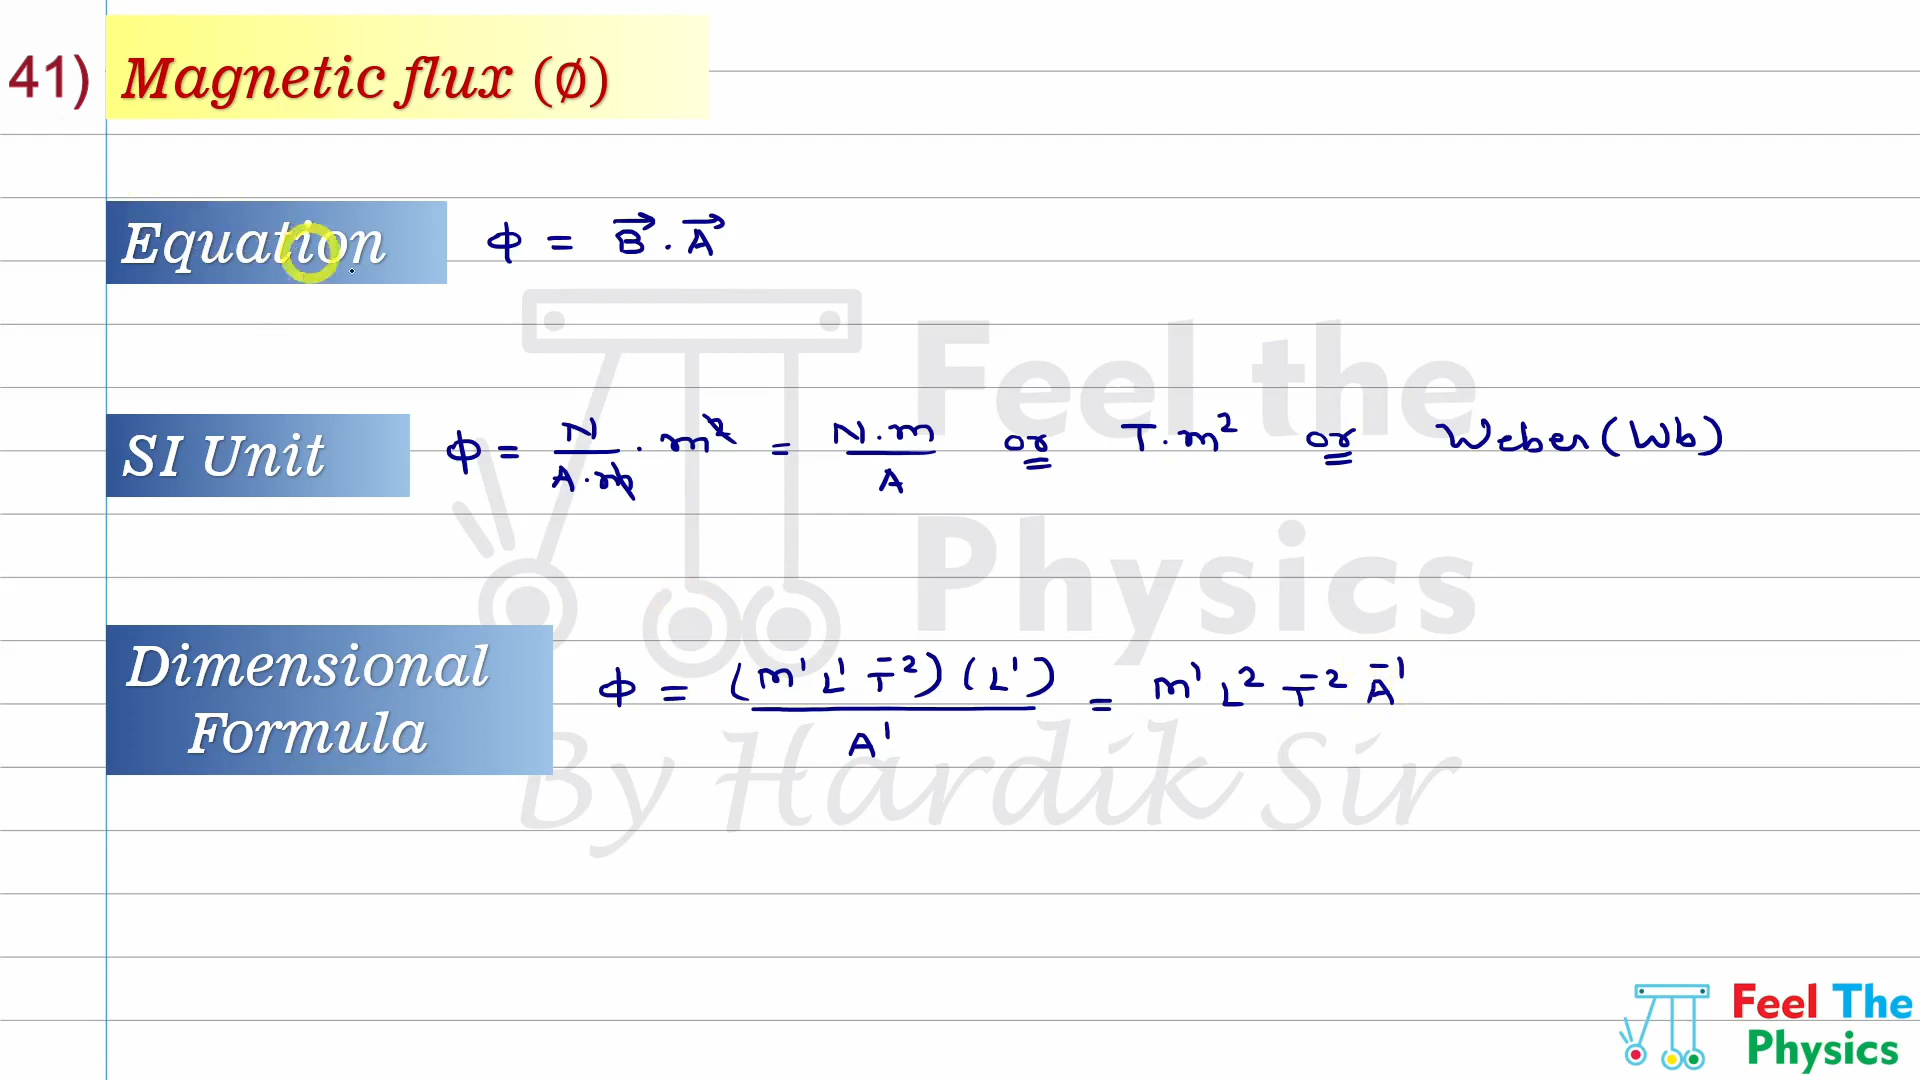 41) Magnetic flux (∅)
Equation ϕ = B⃗ . A⃗
SI Unit ϕ = N / A·m · m² = N·m / A or T·m² or Weber (Wb)
Dimensional
Formula ϕ = (M¹ L¹ T⁻²) (L¹) / A¹ = M¹ L² T⁻² A⁻¹
Feel the
Physics
By Hardik Sir
Feel The
Physics